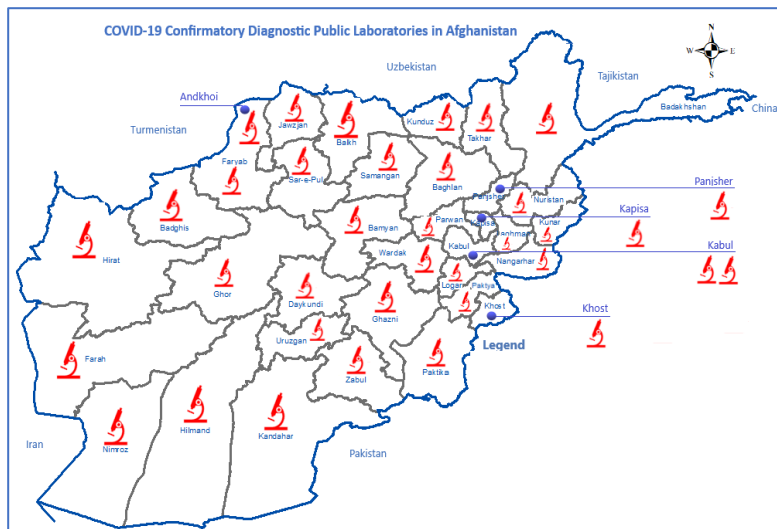 COVID-19 Confirmatory Diagnostic Public Laboratories in Afghanistan
N
W E
S
Uzbekistan
Tajikistan
China
Badakhshan
Andkhoi
Turmenistan
Jawzjan
Balkh
Kunduz
Takhar
Faryab
Sar-e-Pul
Samangan
Baghlan
Panjsher
Panisher
Nuristan
Badghis
Bamyan
Parwan
Kapisa
Kapisa
Kunar
Laghman
Hirat
Wardak
Kabul
Nangarhar
Kabul
Ghor
Daykundi
Logar
Paktya
Ghazni
Khost
Khost
Uruzgan
Legend
Farah
Zabul
Paktika
Hilmand
Kandahar
Nimroz
Iran
Pakistan